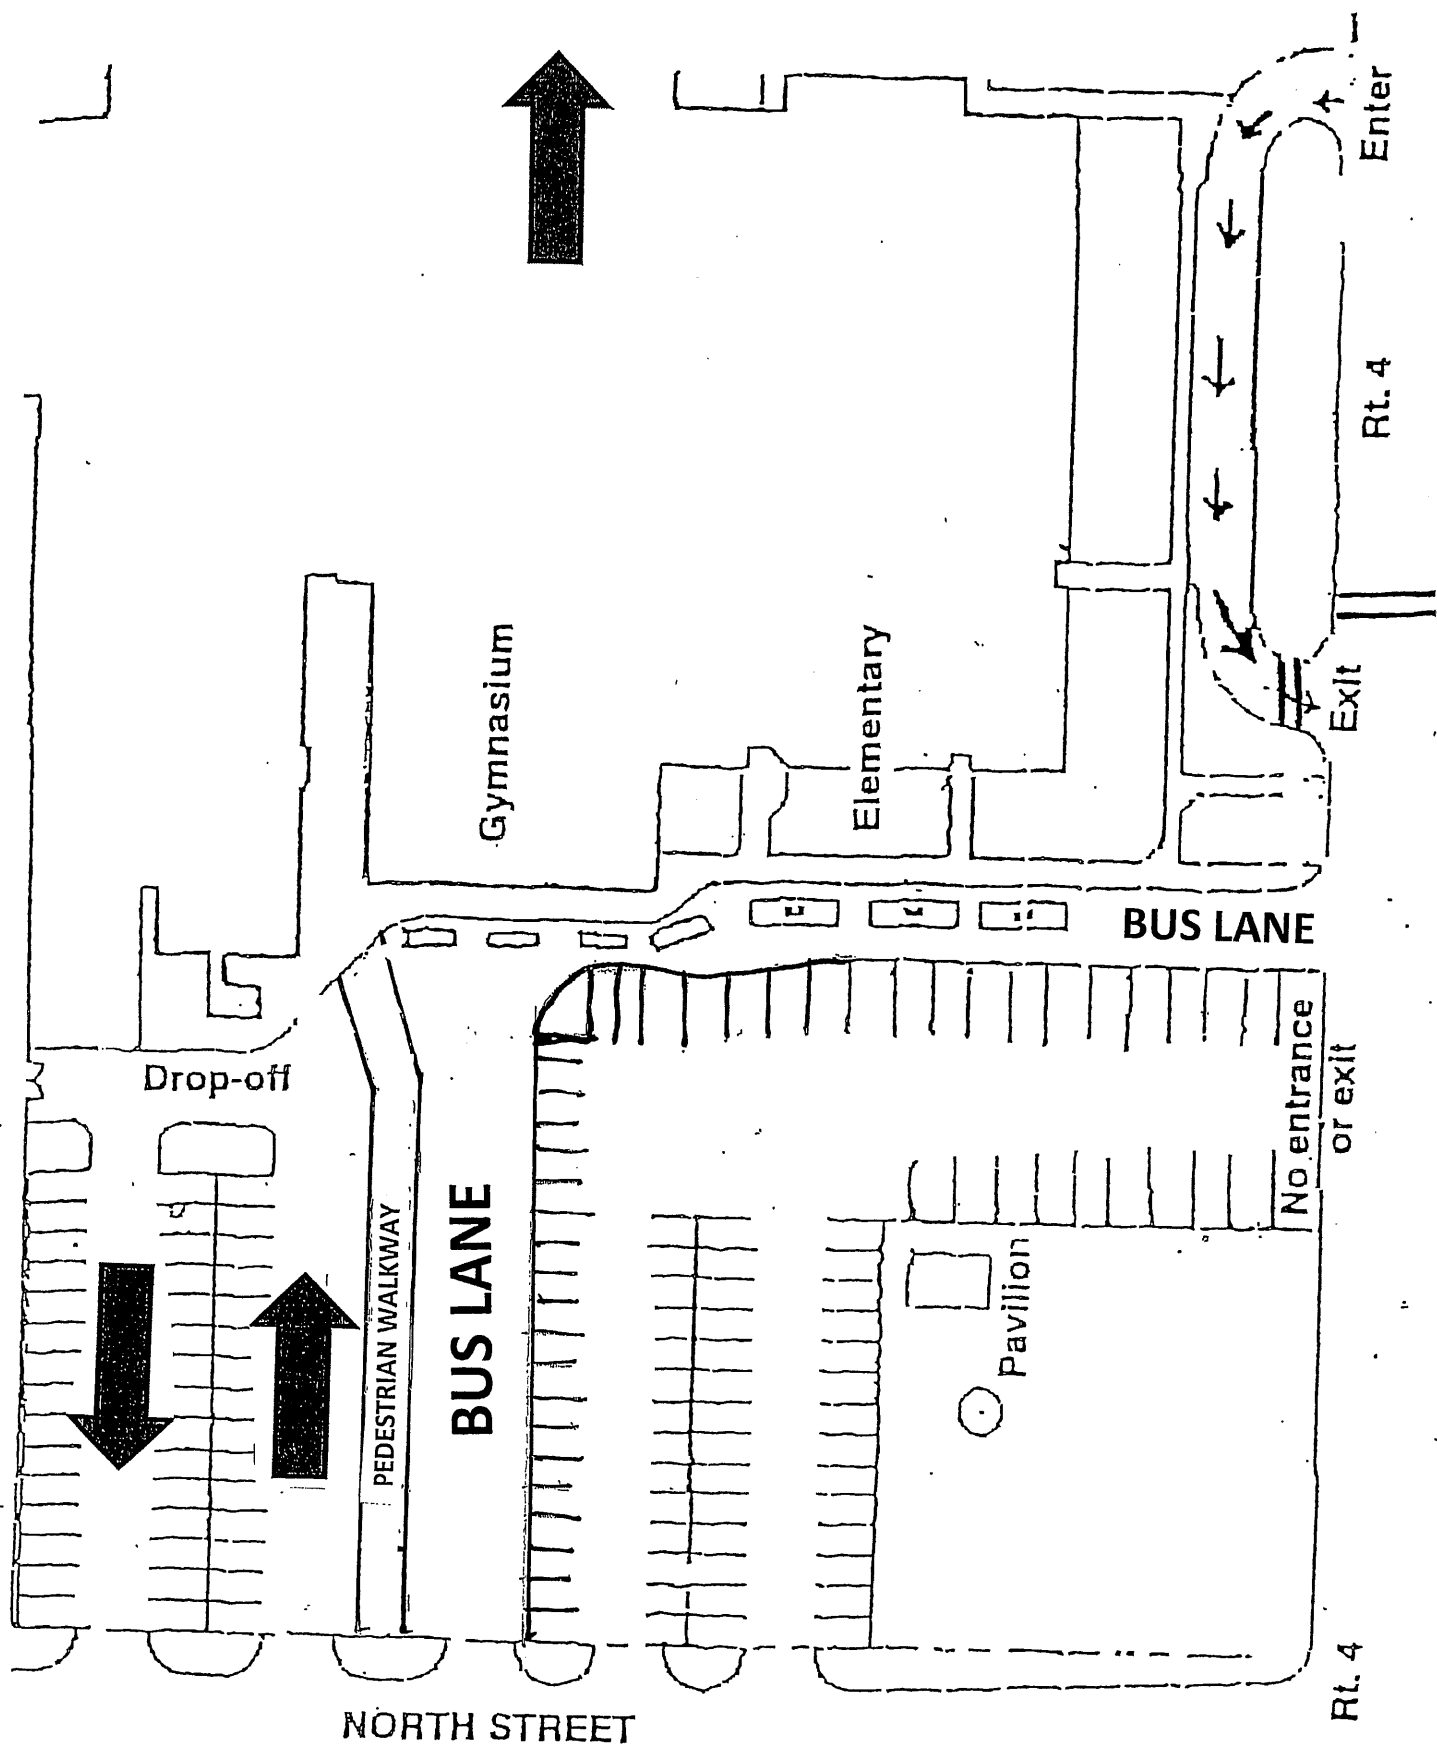 Enter
Rt. 4
Gymnasium
Elementary
Exit
BUS LANE
Drop-off
No entrance
or exit
PEDESTRIAN WALKWAY
BUS LANE
Pavilion
Rt. 4
NORTH STREET